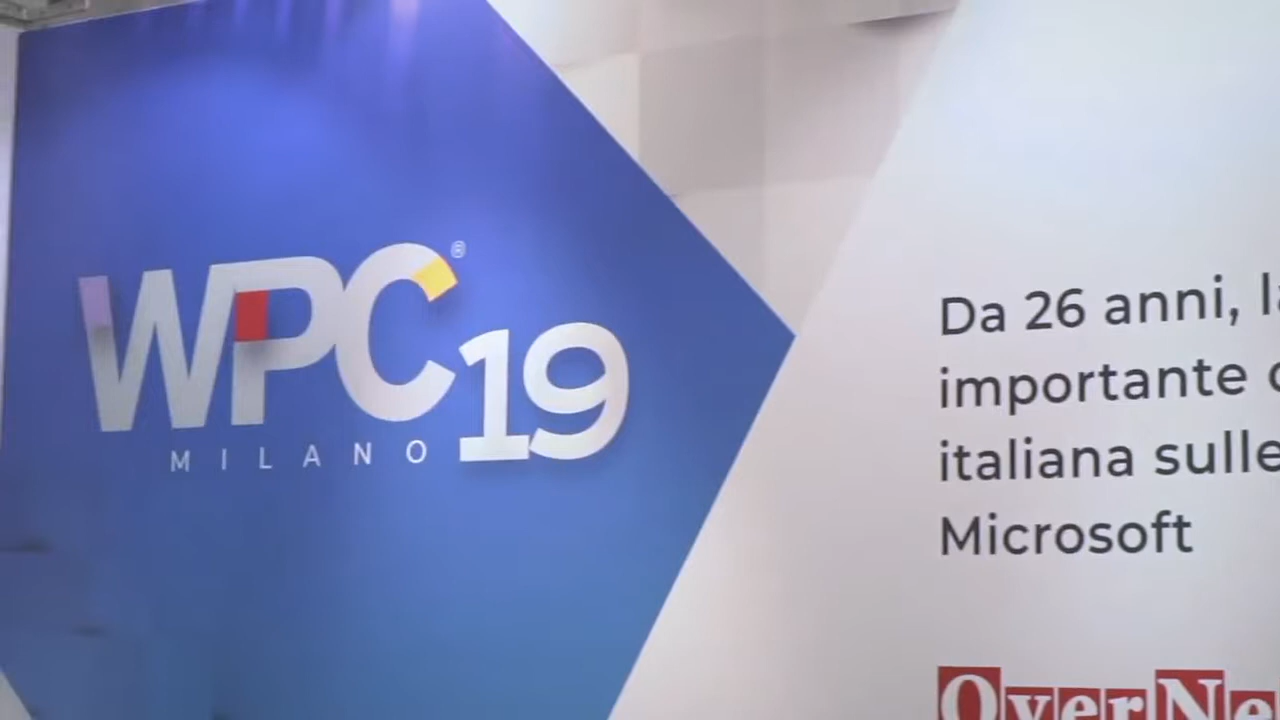 WPC®19
MILANO
Da 26 anni,
importante
italiana sulle
Microsoft